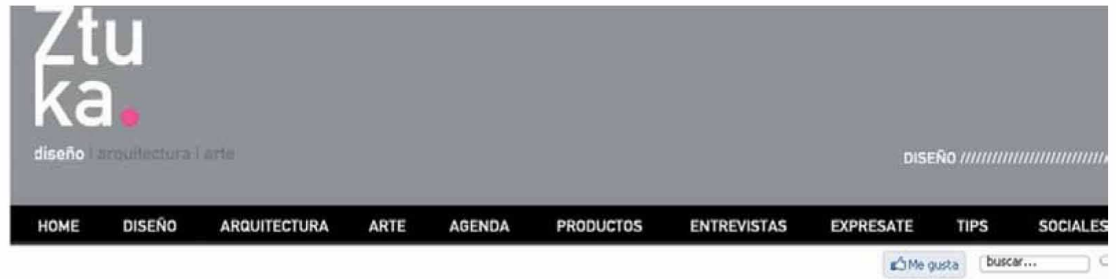 Ztu
ka.
diseño | arquitectura | arte
DISEÑO ///////////////////////////
HOME DISEÑO ARQUITECTURA ARTE AGENDA PRODUCTOS ENTREVISTAS EXPRESATE TIPS SOCIALES
Me gusta buscar...